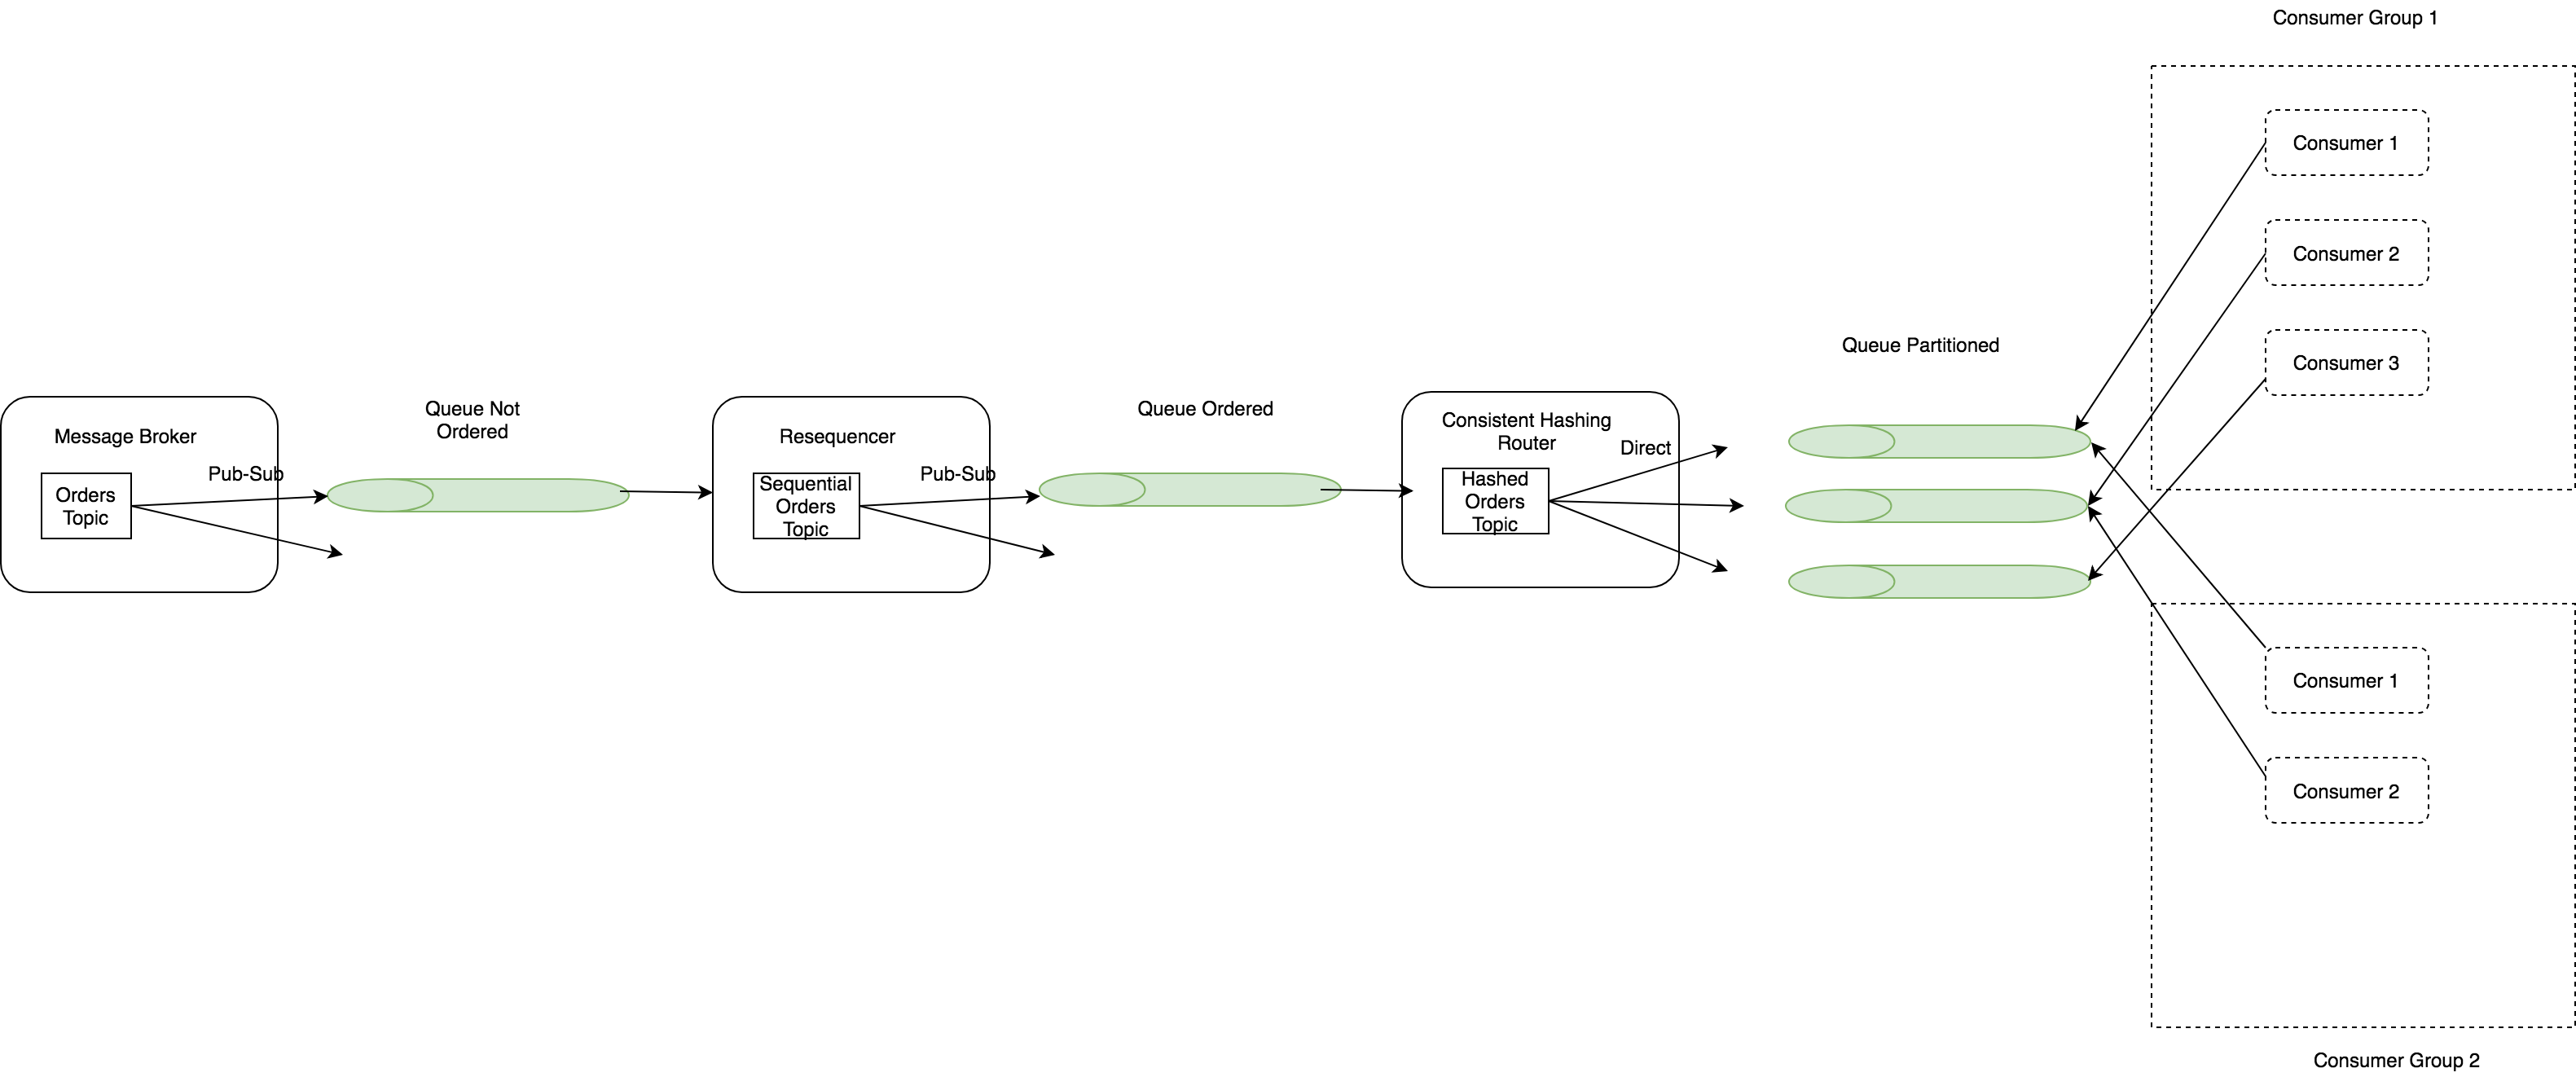 Consumer Group 1
Consumer 1
Consumer 2
Consumer 3
Queue Partitioned
Queue Not
Ordered
Queue Ordered
Message Broker
Pub-Sub
Orders
Topic
Resequencer
Pub-Sub
Sequential
Orders
Topic
Consistent Hashing
Router
Direct
Hashed
Orders
Topic
Consumer 1
Consumer 2
Consumer Group 2